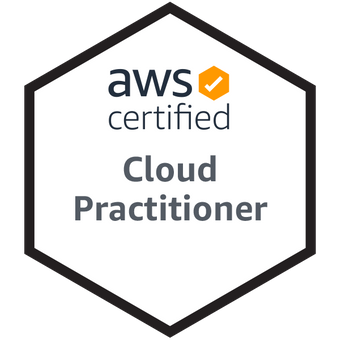 aws
certified
Cloud
Practitioner